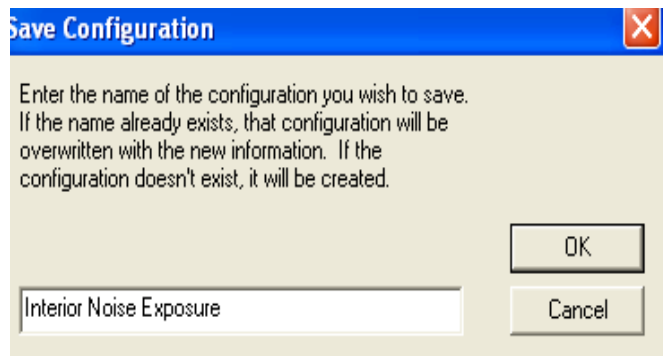 Save Configuration
Enter the name of the configuration you wish to save.
If the name already exists, that configuration will be
overwritten with the new information.  If the
configuration doesn't exist, it will be created.
OK
Interior Noise Exposure
Cancel